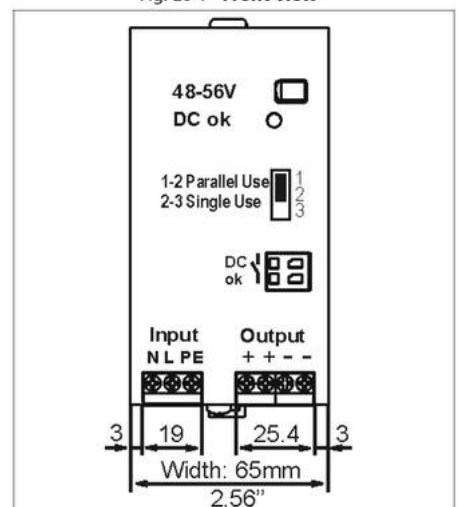 48-56V
DC ok
1-2 Parallel Use
2-3 Single Use
1
2
3
DC
ok
Input Output
N L PE + + - -
3 19 25.4 3
Width: 65mm
2.56"